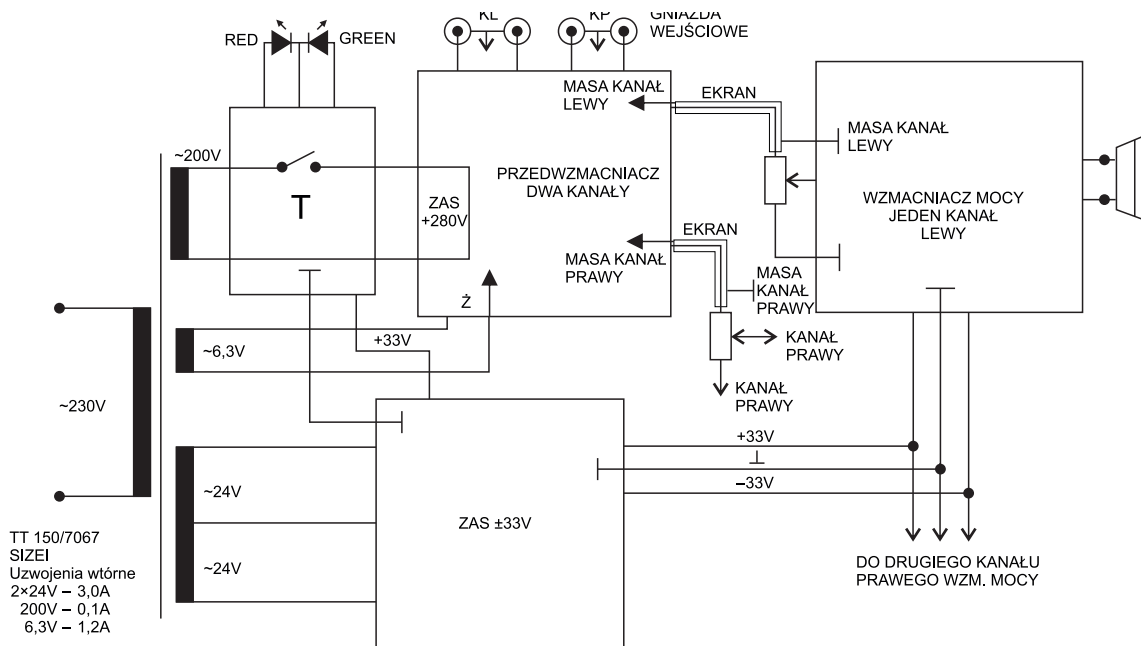 KL
KP
GNIAZDA
WEJŚCIOWE
RED
GREEN
MASA KANAŁ
LEWY
EKRAN
MASA KANAŁ
LEWY
~200V
T
ZAS
+280V
PRZEDWZMACNIACZ
DWA KANAŁY
WZMACNIACZ MOCY
JEDEN KANAŁ
LEWY
EKRAN
MASA KANAŁ
PRAWY
MASA
KANAŁ
PRAWY
Ż
~6,3V
+33V
KANAŁ
PRAWY
KANAŁ
PRAWY
~230V
+33V
~24V
–33V
ZAS ±33V
~24V
DO DRUGIEGO KANAŁU
PRAWEGO WZM. MOCY
TT 150/7067
SIZEI
Uzwojenia wtórne
2×24V – 3,0A
200V – 0,1A
6,3V – 1,2A